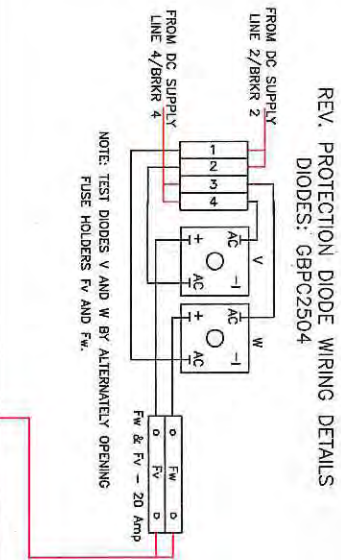 REV. PROTECTION DIODE WIRING DETAILS
DIODES: GBPC2504
FROM DC SUPPLY
LINE 2/BRKR 2
FROM DC SUPPLY
LINE 4/BRKR 4
1
2
3
4
AC
-
V
+
AC
AC
-
W
+
AC
Fw
Fv
Fw & Fv - 20 Amp
NOTE: TEST DIODES V AND W BY ALTERNATELY OPENING
FUSE HOLDERS Fv AND Fw.